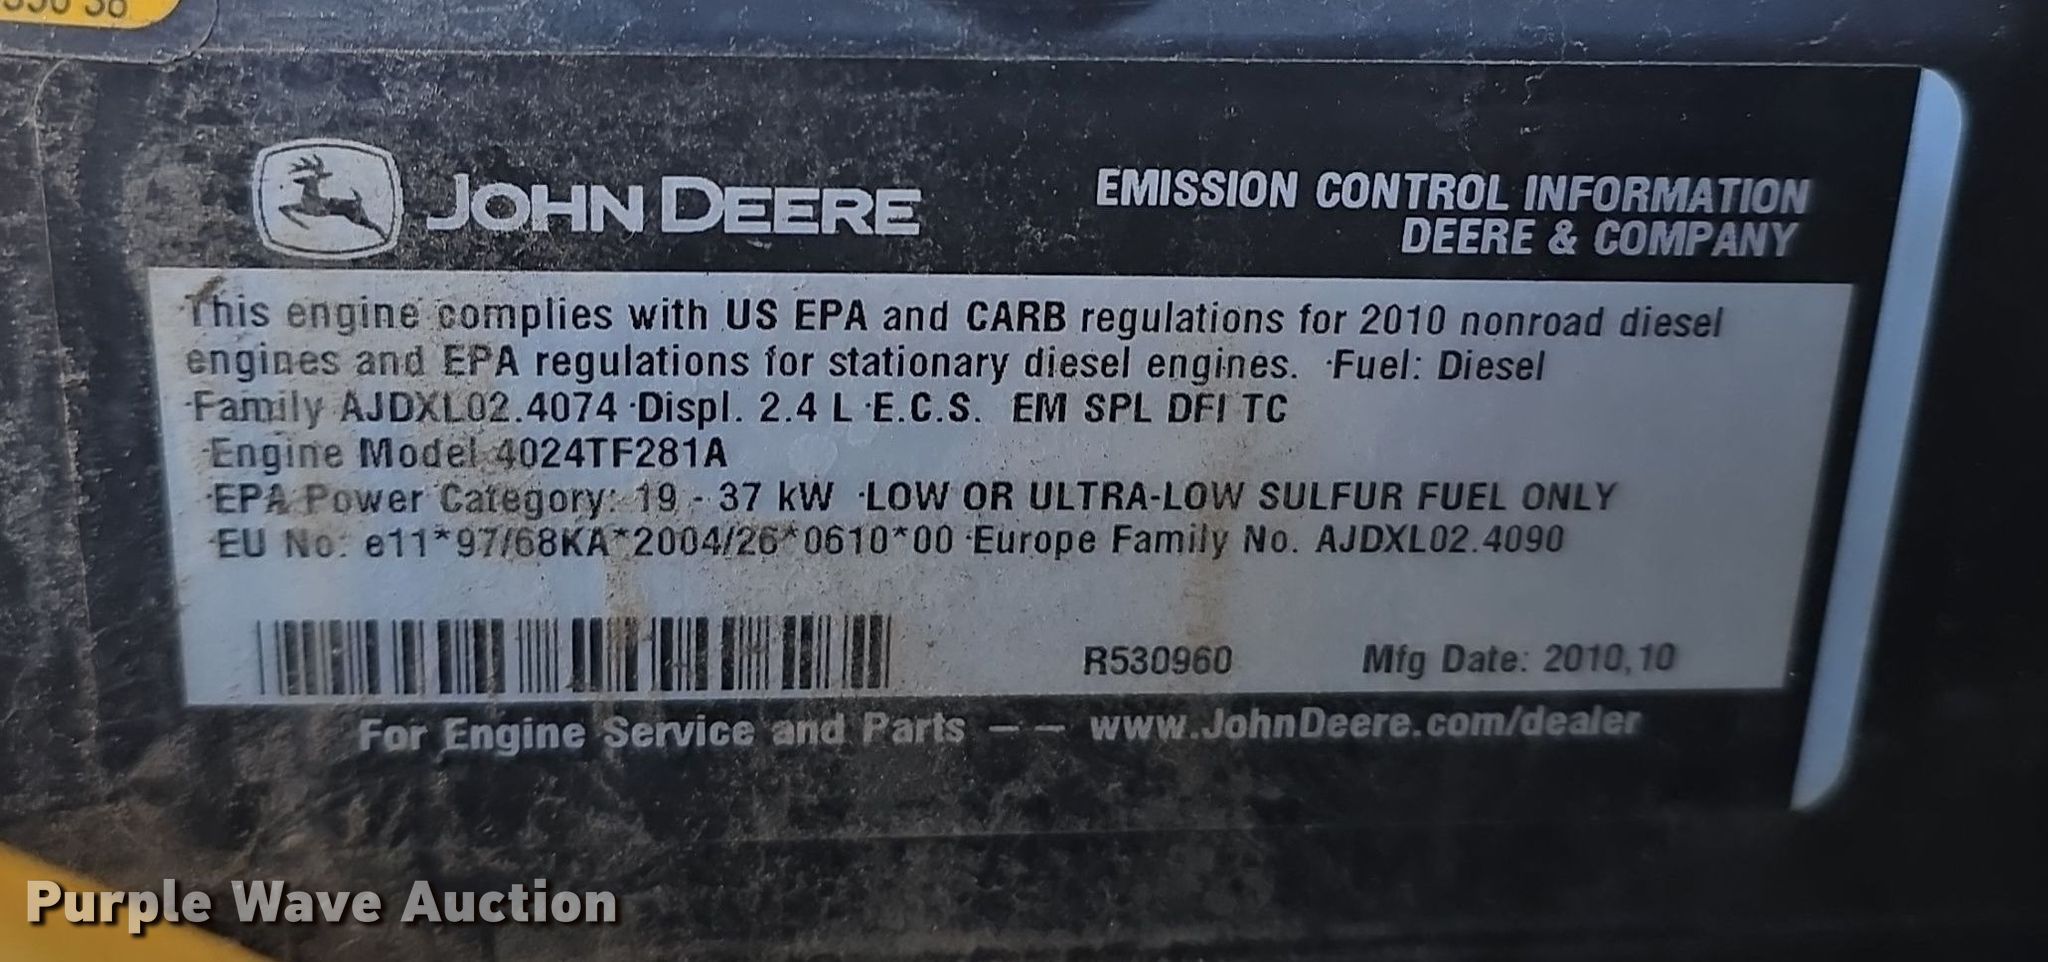 JOHN DEERE
EMISSION CONTROL INFORMATION
DEERE & COMPANY
This engine complies with US EPA and CARB regulations for 2010 nonroad diesel
engines and EPA regulations for stationary diesel engines. ·Fuel: Diesel
·Family AJDXL02.4074 ·Displ. 2.4 L ·E.C.S. EM SPL DFI TC
·Engine Model 4024TF281A
·EPA Power Category: 19 - 37 kW ·LOW OR ULTRA-LOW SULFUR FUEL ONLY
·EU No: e11*97/68KA*2004/26*0610*00 ·Europe Family No. AJDXL02.4090
R530960 Mfg Date: 2010,10
For Engine Service and Parts – – www.JohnDeere.com/dealer
Purple Wave Auction